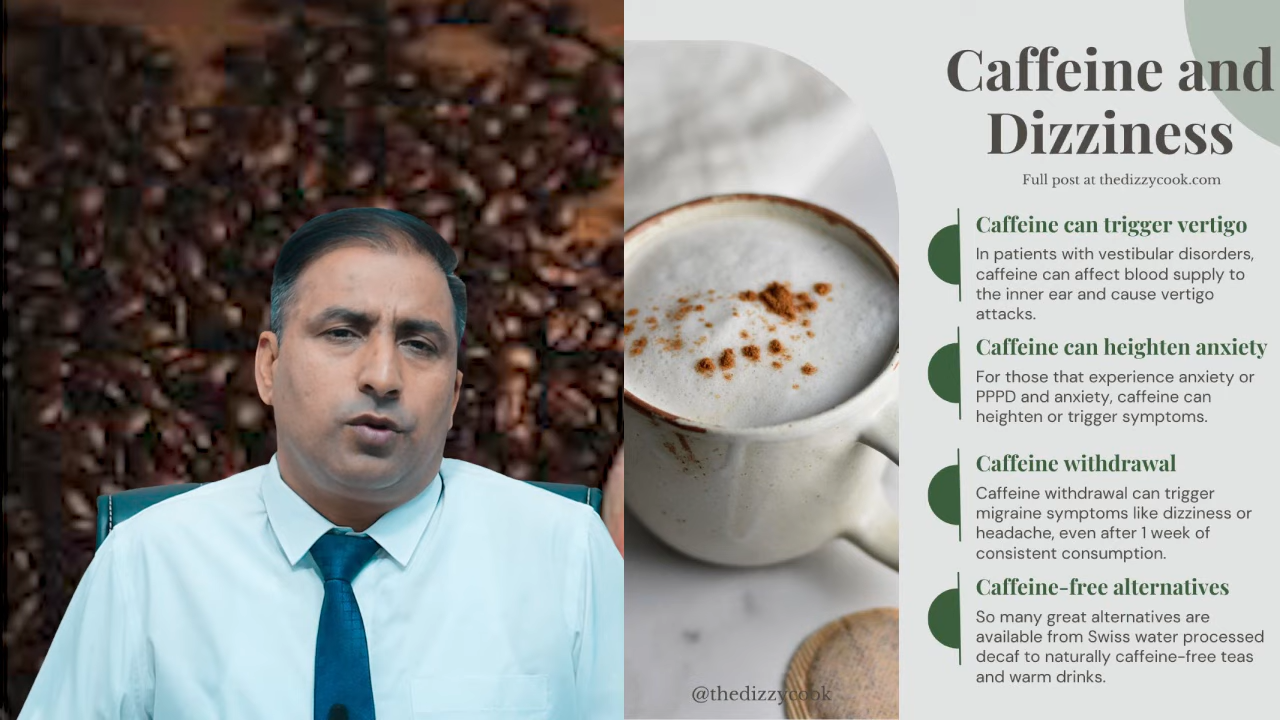 Caffeine and
Dizziness
Full post at thedizzycook.com
Caffeine can trigger vertigo
In patients with vestibular disorders,
caffeine can affect blood supply to
the inner ear and cause vertigo
attacks.
Caffeine can heighten anxiety
For those that experience anxiety or
PPPD and anxiety, caffeine can
heighten or trigger symptoms.
Caffeine withdrawal
Caffeine withdrawal can trigger
migraine symptoms like dizziness or
headache, even after 1 week of
consistent consumption.
Caffeine-free alternatives
So many great alternatives are
available from Swiss water processed
decaf to naturally caffeine-free teas
and warm drinks.
@thedizzycook